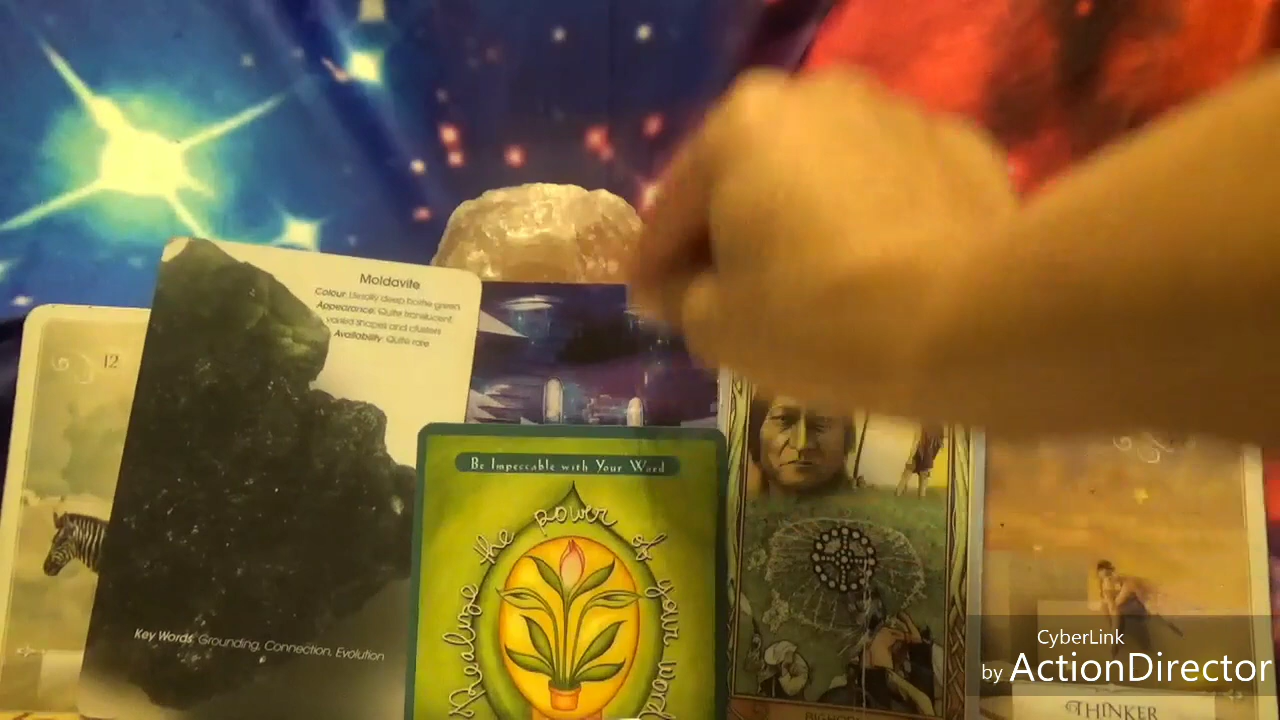 12
Moldavite
Colour: Usually deep bottle green
Appearance: Quite translucent,
varied shapes and clusters
Availability: Quite rare
Key Words: Grounding, Connection, Evolution
Be Impeccable with Your Word
Realize the power of your word
THINKER
CyberLink
by ActionDirector